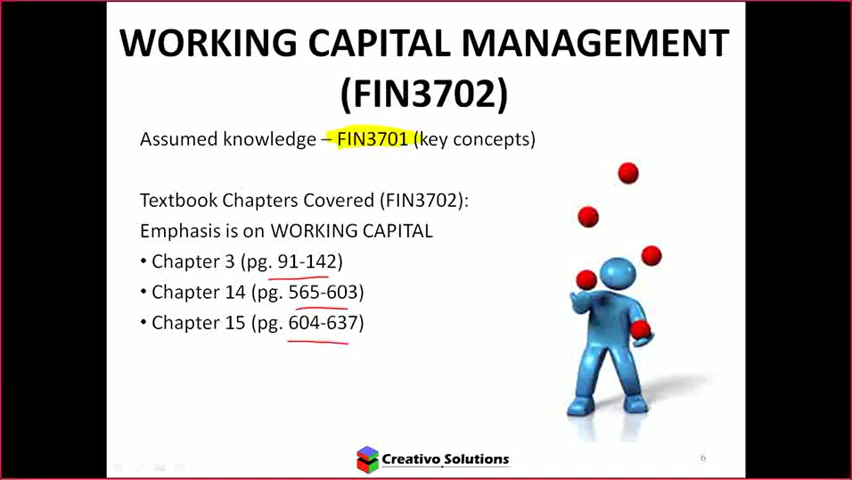 WORKING CAPITAL MANAGEMENT
(FIN3702)
Assumed knowledge – FIN3701 (key concepts)
Textbook Chapters Covered (FIN3702):
Emphasis is on WORKING CAPITAL
• Chapter 3 (pg. 91-142)
• Chapter 14 (pg. 565-603)
• Chapter 15 (pg. 604-637)
Creativo Solutions
6